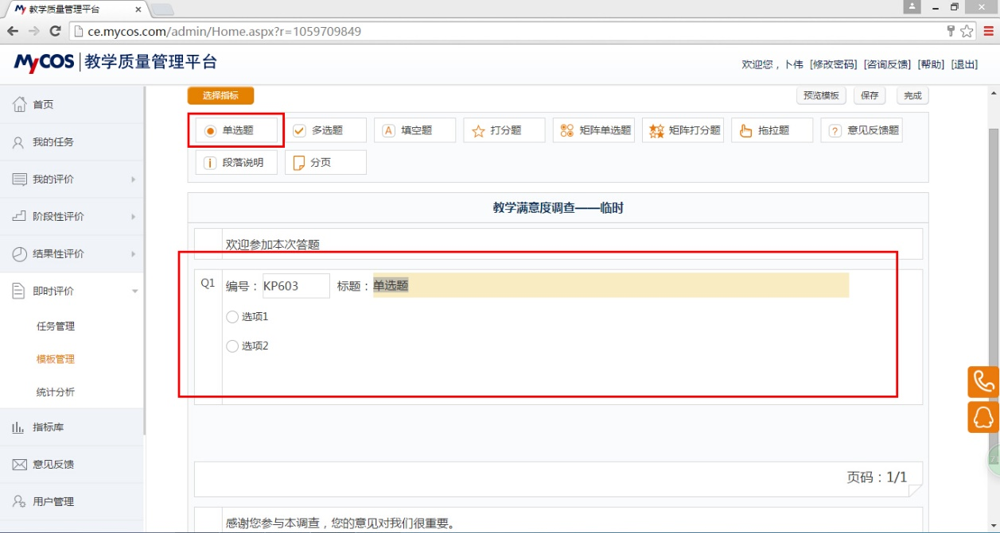 My 教学质量管理平台
ce.mycos.com/admin/Home.aspx?r=1059709849
MyCOS 教学质量管理平台
欢迎您，卜伟 [修改密码] [咨询反馈] [帮助] [退出]
首页
我的任务
我的评价
阶段性评价
结果性评价
即时评价
任务管理
模板管理
统计分析
指标库
意见反馈
用户管理
选择指标
预览模板 保存 完成
单选题 多选题 A 填空题 打分题 矩阵单选题 矩阵打分题 拖拉题 ? 意见反馈题
i 段落说明 分页
教学满意度调查——临时
欢迎参加本次答题
Q1 编号：KP603 标题：单选题
选项1
选项2
页码：1/1
感谢您参与本调查，您的意见对我们很重要。